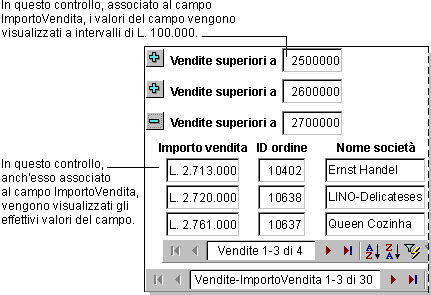 In questo controllo, associato al campo
ImportoVendita, i valori del campo vengono
visualizzati a intervalli di L. 100.000.
Vendite superiori a 2500000
Vendite superiori a 2600000
Vendite superiori a 2700000
Importo vendita ID ordine Nome società
L. 2.713.000 10402 Ernst Handel
L. 2.720.000 10638 LINO-Delicateses
L. 2.761.000 10637 Queen Cozinha
In questo controllo,
anch'esso associato
al campo ImportoVendita,
vengono visualizzati gli
effettivi valori del campo.
Vendite 1-3 di 4
Vendite-ImportoVendita 1-3 di 30